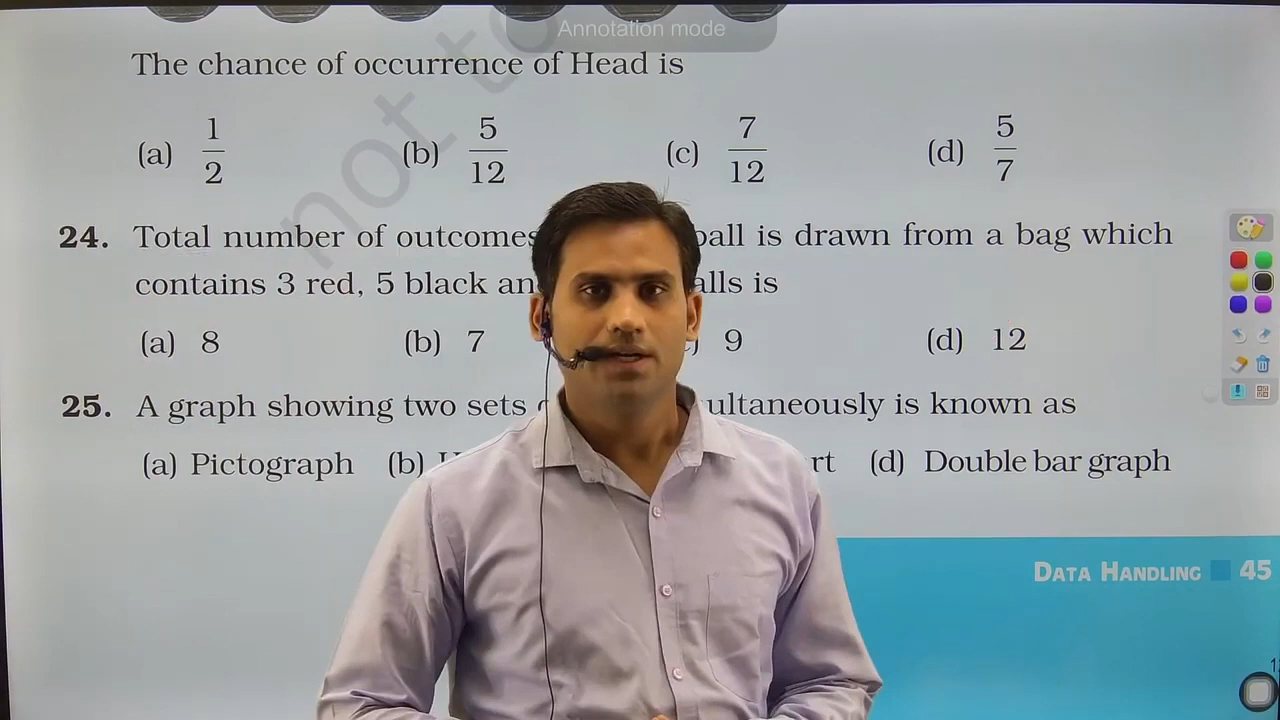 Annotation mode
not to
The chance of occurrence of Head is
(a) 1/2 (b) 5/12 (c) 7/12 (d) 5/7
24. Total number of outcomes ball is drawn from a bag which
contains 3 red, 5 black an alls is
(a) 8 (b) 7 9 (d) 12
25. A graph showing two sets ultaneously is known as
(a) Pictograph (b) rt (d) Double bar graph
DATA HANDLING 45